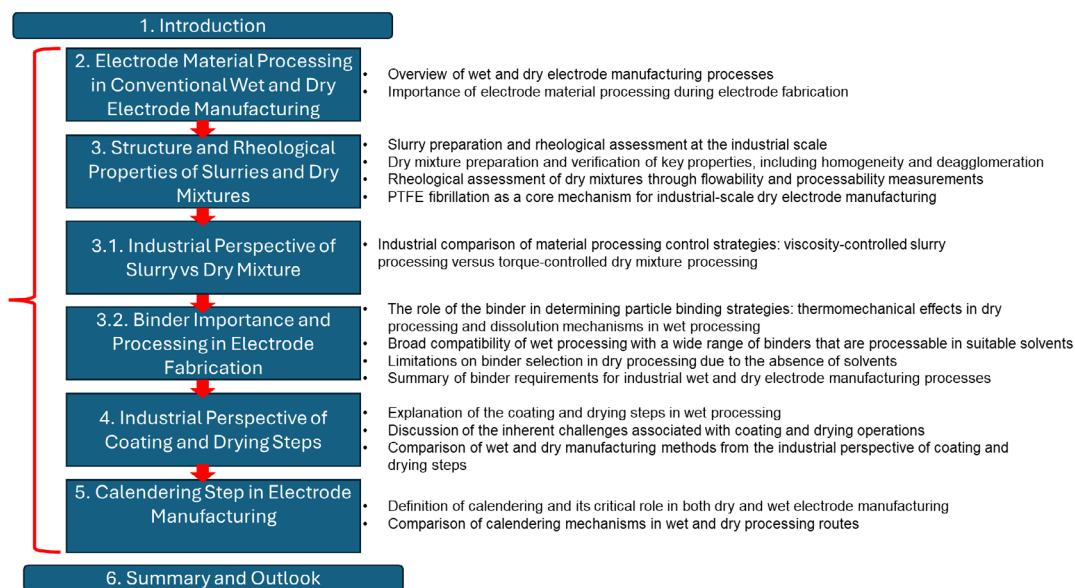 1. Introduction
2. Electrode Material Processing
in Conventional Wet and Dry
Electrode Manufacturing
• Overview of wet and dry electrode manufacturing processes
• Importance of electrode material processing during electrode fabrication
3. Structure and Rheological
Properties of Slurries and Dry
Mixtures
• Slurry preparation and rheological assessment at the industrial scale
• Dry mixture preparation and verification of key properties, including homogeneity and deagglomeration
• Rheological assessment of dry mixtures through flowability and processability measurements
• PTFE fibrillation as a core mechanism for industrial-scale dry electrode manufacturing
3.1. Industrial Perspective of
Slurry vs Dry Mixture
• Industrial comparison of material processing control strategies: viscosity-controlled slurry
processing versus torque-controlled dry mixture processing
3.2. Binder Importance and
Processing in Electrode
Fabrication
• The role of the binder in determining particle binding strategies: thermomechanical effects in dry
processing and dissolution mechanisms in wet processing
• Broad compatibility of wet processing with a wide range of binders that are processable in suitable solvents
• Limitations on binder selection in dry processing due to the absence of solvents
• Summary of binder requirements for industrial wet and dry electrode manufacturing processes
4. Industrial Perspective of
Coating and Drying Steps
• Explanation of the coating and drying steps in wet processing
• Discussion of the inherent challenges associated with coating and drying operations
• Comparison of wet and dry manufacturing methods from the industrial perspective of coating and
drying steps
5. Calendering Step in Electrode
Manufacturing
• Definition of calendering and its critical role in both dry and wet electrode manufacturing
• Comparison of calendering mechanisms in wet and dry processing routes
6. Summary and Outlook